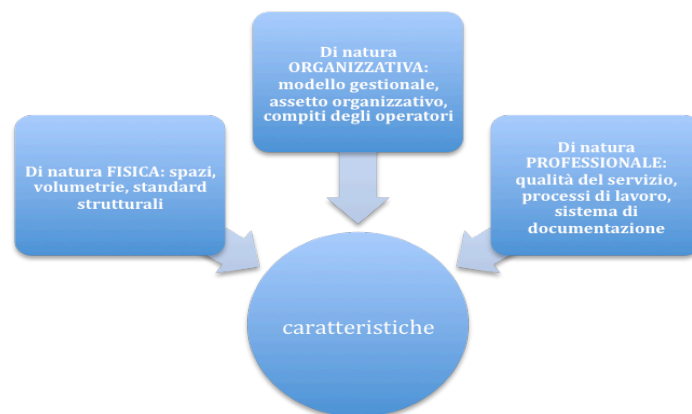 Di natura FISICA: spazi,
volumetrie, standard
strutturali
Di natura
ORGANIZZATIVA:
modello gestionale,
assetto organizzativo,
compiti degli operatori
Di natura
PROFESSIONALE:
qualità del servizio,
processi di lavoro,
sistema di
documentazione
caratteristiche